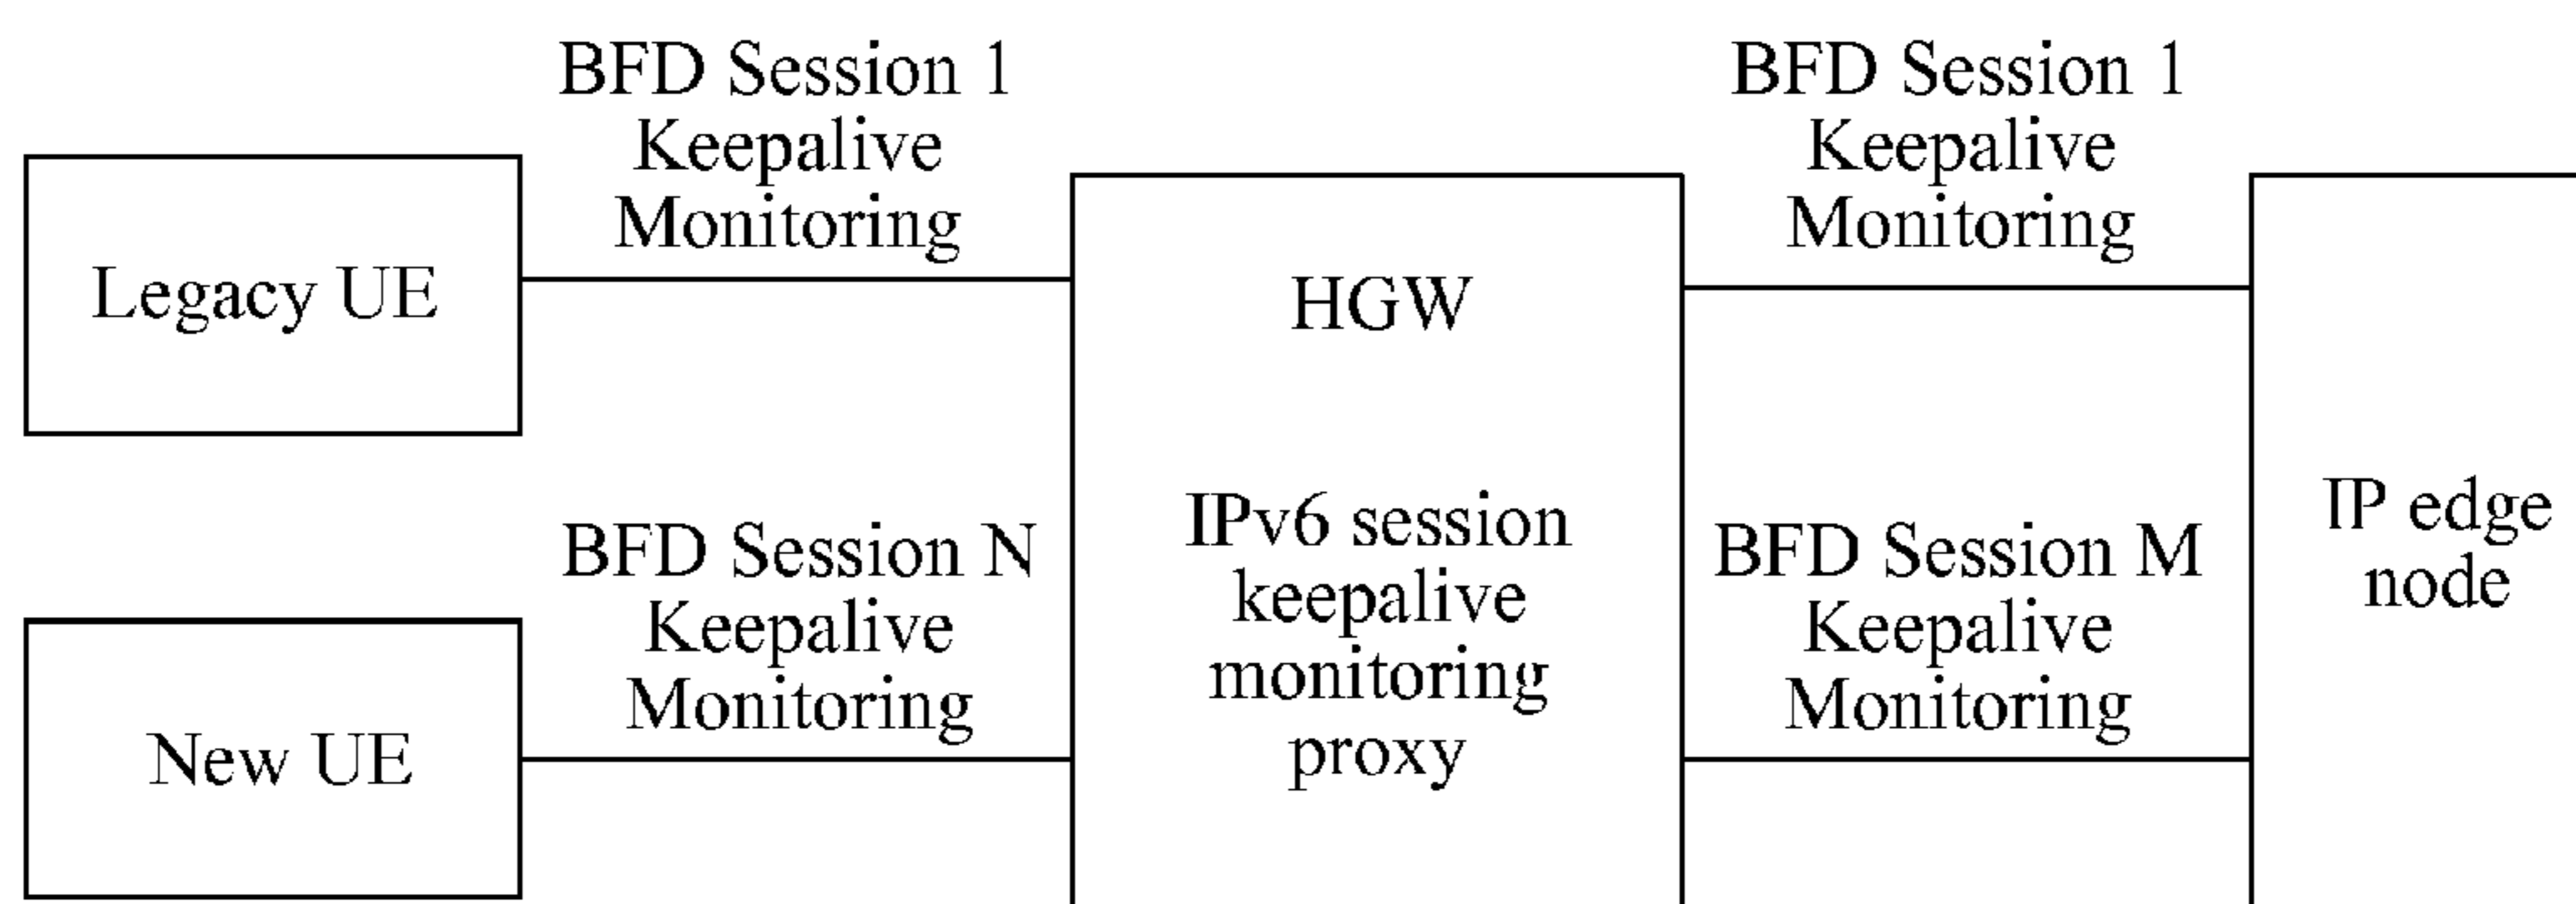 BFD Session 1
Keepalive
Monitoring
BFD Session 1
Keepalive
Monitoring
Legacy UE
HGW
IPv6 session
keepalive
monitoring
proxy
IP edge
node
BFD Session N
Keepalive
Monitoring
BFD Session M
Keepalive
Monitoring
New UE